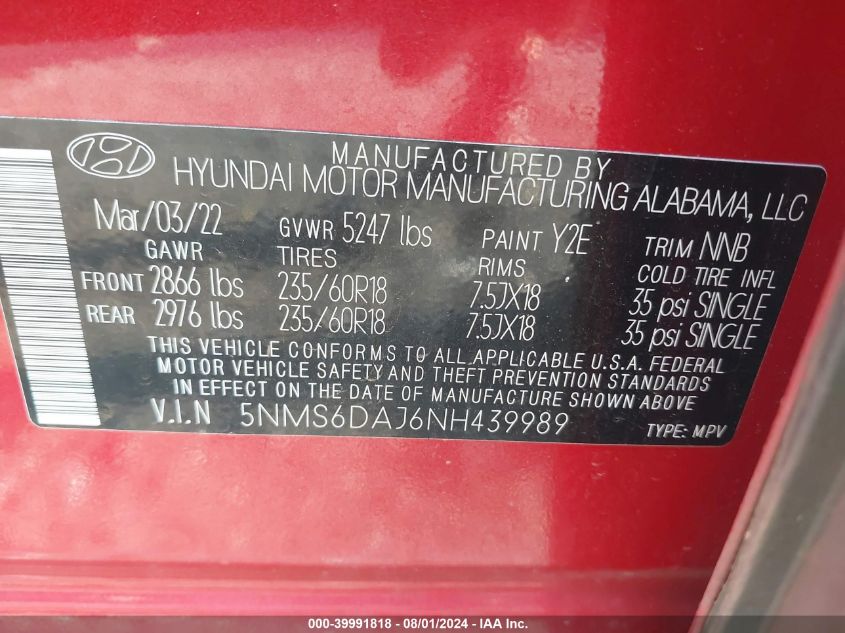 MANUFACTURED BY
HYUNDAI MOTOR MANUFACTURING ALABAMA, LLC
Mar/03/22 GVWR 5247 lbs PAINT Y2E TRIM NNB
GAWR TIRES RIMS COLD TIRE INFL
FRONT 2866 lbs 235/60R18 7.5JX18 35 psi SINGLE
REAR 2976 lbs 235/60R18 7.5JX18 35 psi SINGLE
THIS VEHICLE CONFORMS TO ALL APPLICABLE U.S.A. FEDERAL
MOTOR VEHICLE SAFETY AND THEFT PREVENTION STANDARDS
IN EFFECT ON THE DATE OF MANUFACTURE SHOWN ABOVE.
V.I.N 5NMS6DAJ6NH439989 TYPE: MPV
000-39991818 - 08/01/2024 - IAA Inc.